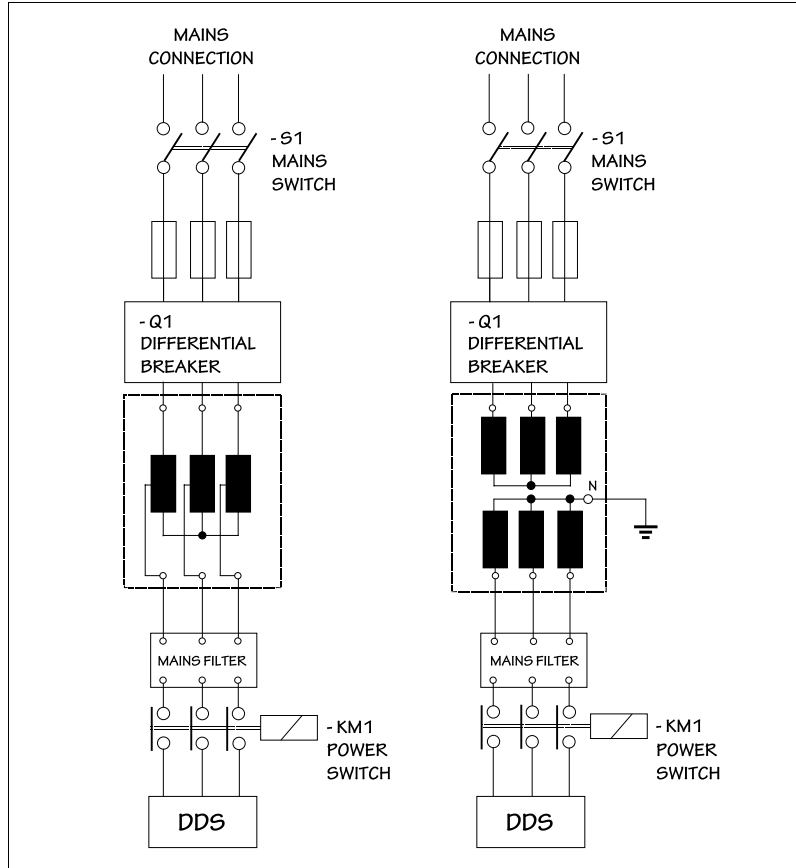 MAINS
CONNECTION
- S1
MAINS
SWITCH
- Q1
DIFFERENTIAL
BREAKER
MAINS FILTER
- KM1
POWER
SWITCH
DDS
MAINS
CONNECTION
- S1
MAINS
SWITCH
- Q1
DIFFERENTIAL
BREAKER
N
MAINS FILTER
- KM1
POWER
SWITCH
DDS